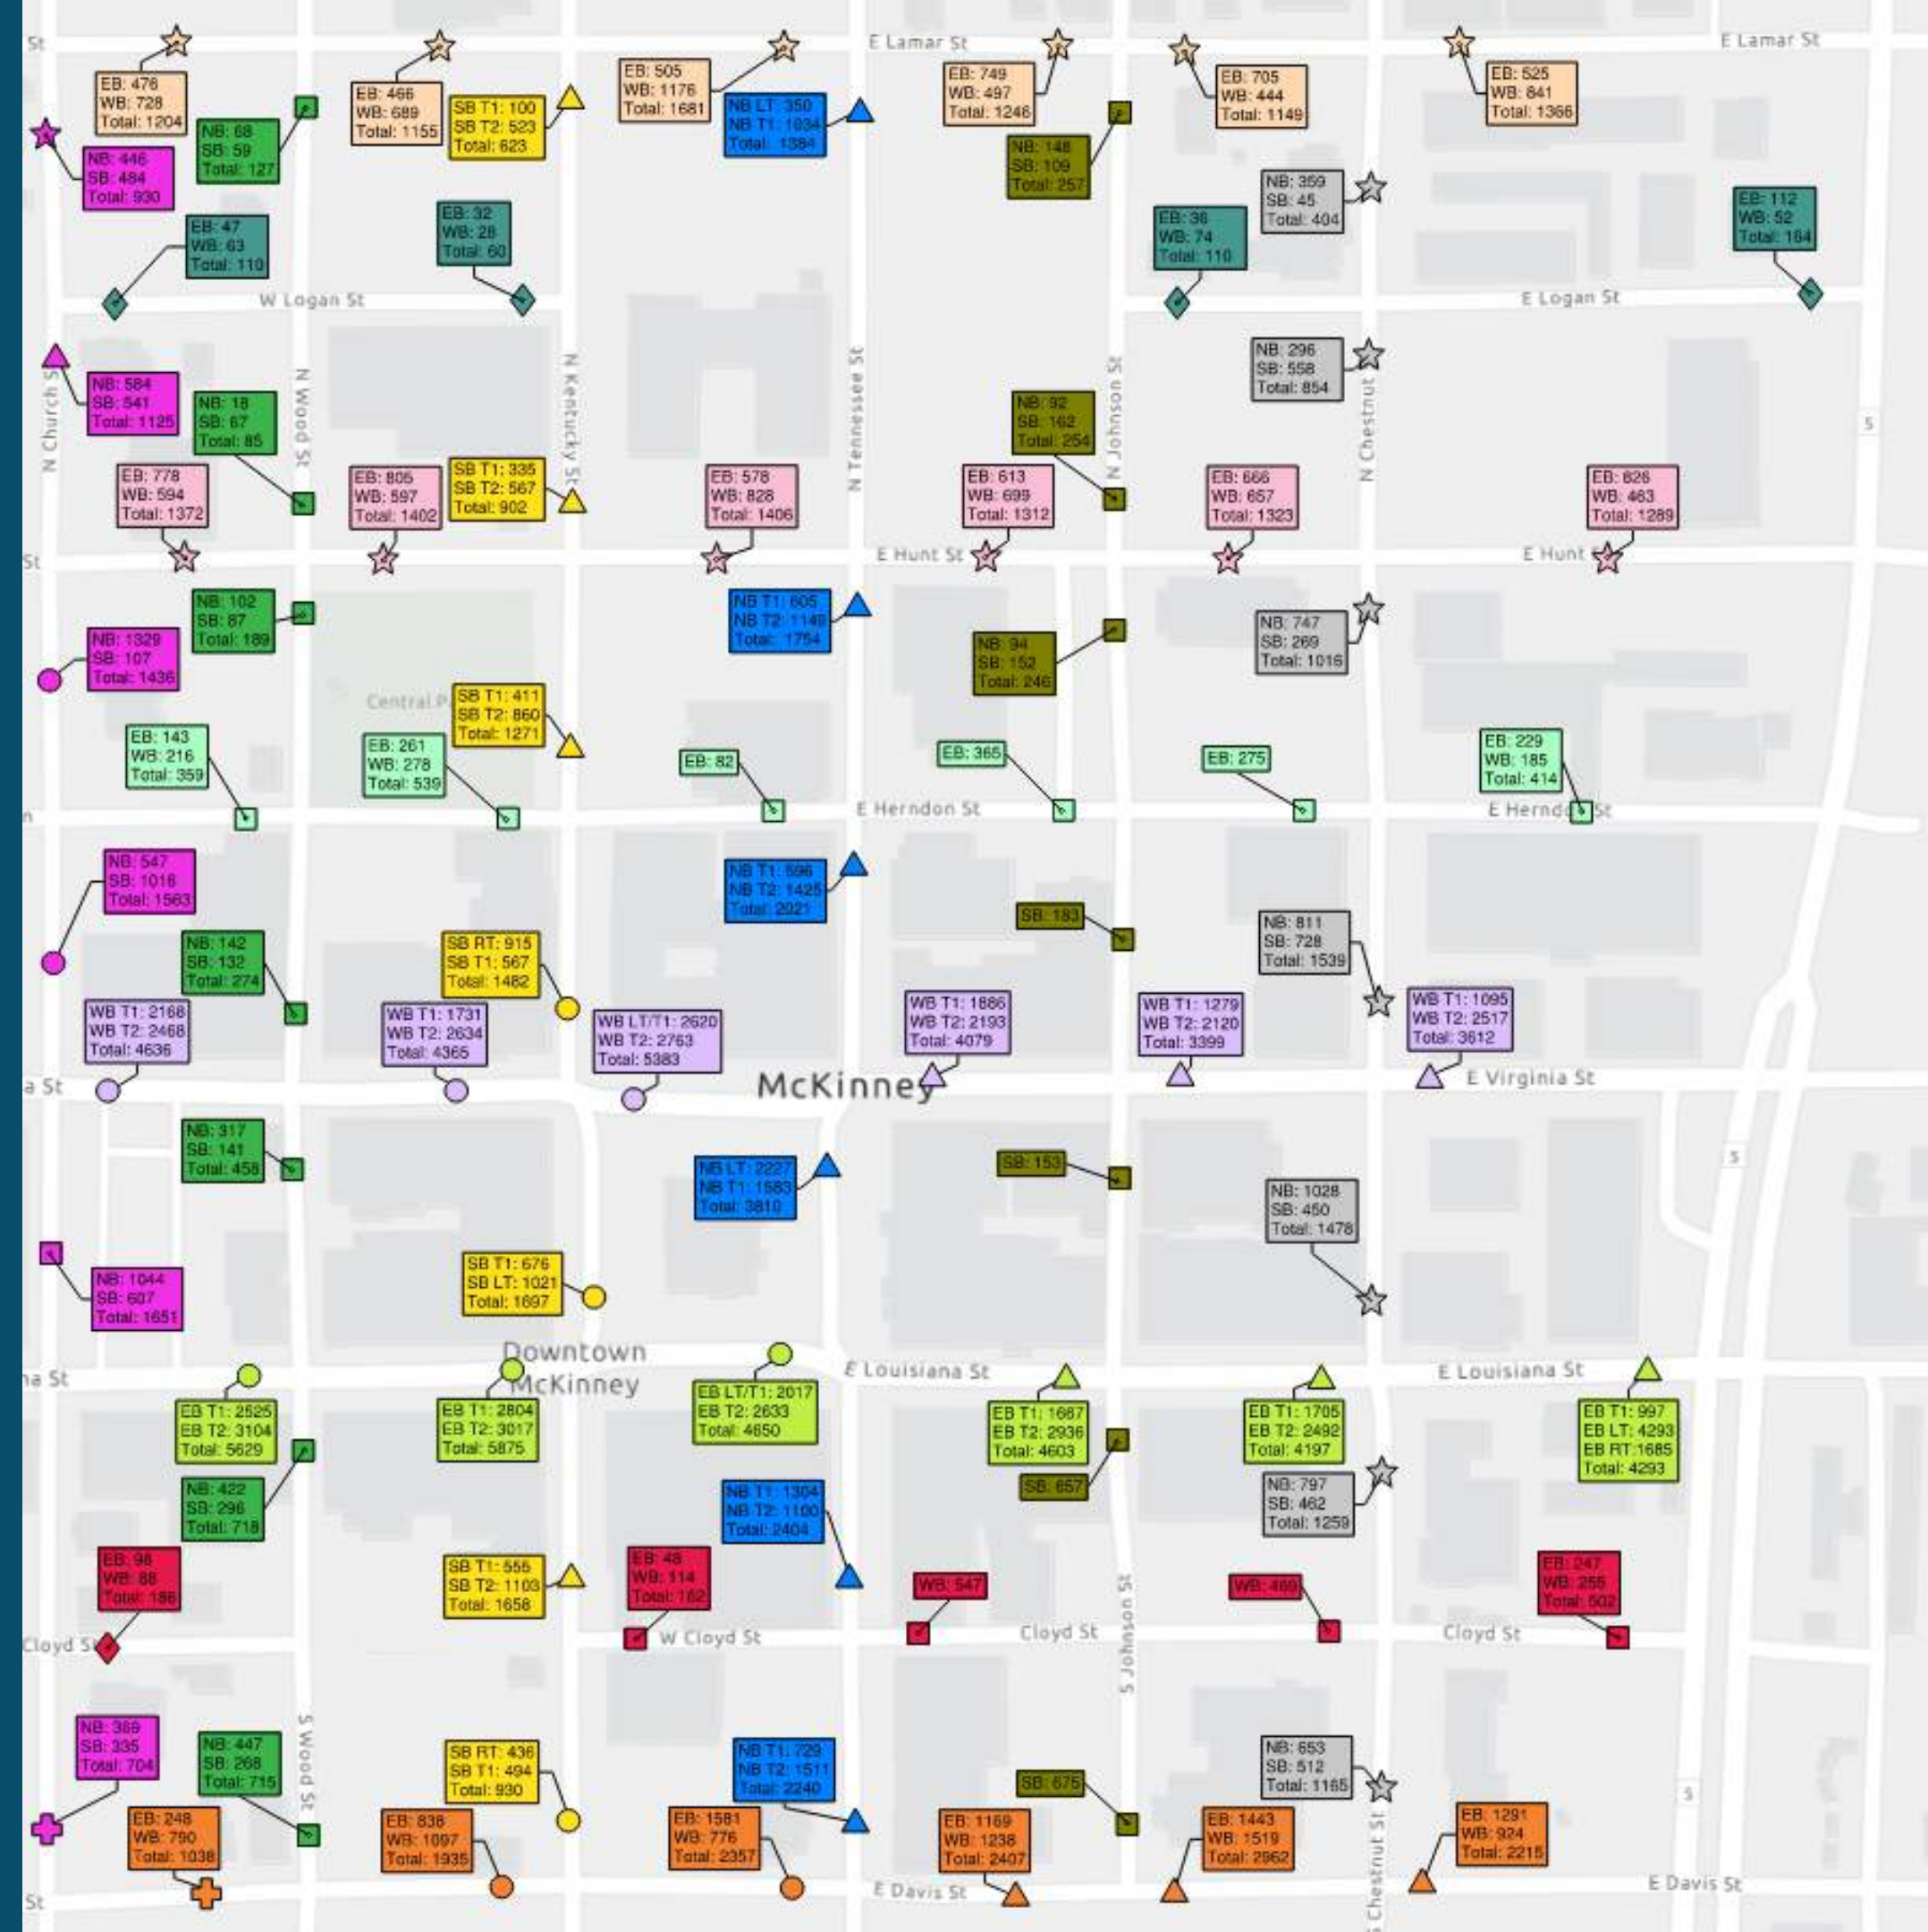 St
E Lamar St
E Lamar St
EB: 476
WB: 728
Total: 1204
EB: 466
WB: 689
Total: 1155
EB: 505
WB: 1176
Total: 1681
EB: 749
WB: 497
Total: 1246
EB: 705
WB: 444
Total: 1149
EB: 525
WB: 841
Total: 1366
NB: 68
SB: 59
Total: 127
SB T1: 100
SB T2: 523
Total: 623
NB LT: 350
NB T1: 1034
Total: 1384
NB: 148
SB: 109
Total: 257
NB: 446
SB: 484
Total: 930
NB: 359
SB: 45
Total: 404
EB: 47
WB: 63
Total: 110
EB: 32
WB: 28
Total: 60
EB: 36
WB: 74
Total: 110
EB: 112
WB: 52
Total: 164
W Logan St
E Logan St
NB: 296
SB: 558
Total: 854
N Church S
N Wood St
N Kentucky St
N Tennessee St
N Johnson St
N Chestnut
5
NB: 584
SB: 541
Total: 1125
NB: 18
SB: 67
Total: 85
NB: 92
SB: 162
Total: 254
EB: 778
WB: 594
Total: 1372
EB: 805
WB: 597
Total: 1402
SB T1: 335
SB T2: 567
Total: 902
EB: 578
WB: 828
Total: 1406
EB: 613
WB: 699
Total: 1312
EB: 666
WB: 657
Total: 1323
EB: 826
WB: 463
Total: 1289
St
E Hunt St
E Hunt
NB: 102
SB: 87
Total: 189
NB T1: 605
NB T2: 1149
Total: 1754
NB: 747
SB: 269
Total: 1016
NB: 1329
SB: 107
Total: 1436
NB: 94
SB: 152
Total: 246
Central P
SB T1: 411
SB T2: 860
Total: 1271
EB: 143
WB: 216
Total: 359
EB: 261
WB: 278
Total: 539
EB: 82
EB: 365
EB: 275
EB: 229
WB: 185
Total: 414
n
E Herndon St
E Hernd St
NB: 547
SB: 1016
Total: 1563
NB T1: 596
NB T2: 1425
Total: 2021
SB: 183
NB: 811
SB: 728
Total: 1539
NB: 142
SB: 132
Total: 274
SB RT: 915
SB T1: 567
Total: 1482
WB T1: 2168
WB T2: 2468
Total: 4636
WB T1: 1731
WB T2: 2634
Total: 4365
WB LT/T1: 2620
WB T2: 2763
Total: 5383
WB T1: 1886
WB T2: 2193
Total: 4079
WB T1: 1279
WB T2: 2120
Total: 3399
WB T1: 1095
WB T2: 2517
Total: 3612
a St
McKinney
E Virginia St
NB: 317
SB: 141
Total: 458
NB LT: 2227
NB T1: 1583
Total: 3810
SB: 153
5
NB: 1028
SB: 450
Total: 1478
NB: 1044
SB: 607
Total: 1651
SB T1: 676
SB LT: 1021
Total: 1697
Downtown
McKinney
na St
E Louisiana St
E Louisiana St
EB T1: 2525
EB T2: 3104
Total: 5629
EB T1: 2804
EB T2: 3017
Total: 5875
EB LT/T1: 2017
EB T2: 2633
Total: 4650
EB T1: 1667
EB T2: 2936
Total: 4603
EB T1: 1705
EB T2: 2492
Total: 4197
EB T1: 997
EB LT: 4293
EB RT:1685
Total: 4293
NB: 422
SB: 296
Total: 718
NB T1: 1304
NB T2: 1100
Total: 2404
SB: 657
NB: 797
SB: 462
Total: 1259
EB: 98
WB: 88
Total: 186
SB T1: 555
SB T2: 1103
Total: 1658
EB: 48
WB: 114
Total: 162
WB: 547
WB: 469
EB: 247
WB: 255
Total: 502
Cloyd S
W Cloyd St
Cloyd St
Cloyd St
S Johnson St
S Wood St
NB: 369
SB: 335
Total: 704
NB: 447
SB: 268
Total: 715
SB RT: 436
SB T1: 494
Total: 930
NB T1: 729
NB T2: 1511
Total: 2240
SB: 675
NB: 653
SB: 512
Total: 1165
5
EB: 248
WB: 790
Total: 1038
EB: 838
WB: 1097
Total: 1935
EB: 1581
WB: 776
Total: 2357
EB: 1169
WB: 1238
Total: 2407
EB: 1443
WB: 1519
Total: 2962
EB: 1291
WB: 924
Total: 2215
S Chestnut St
St
E Davis St
E Davis St